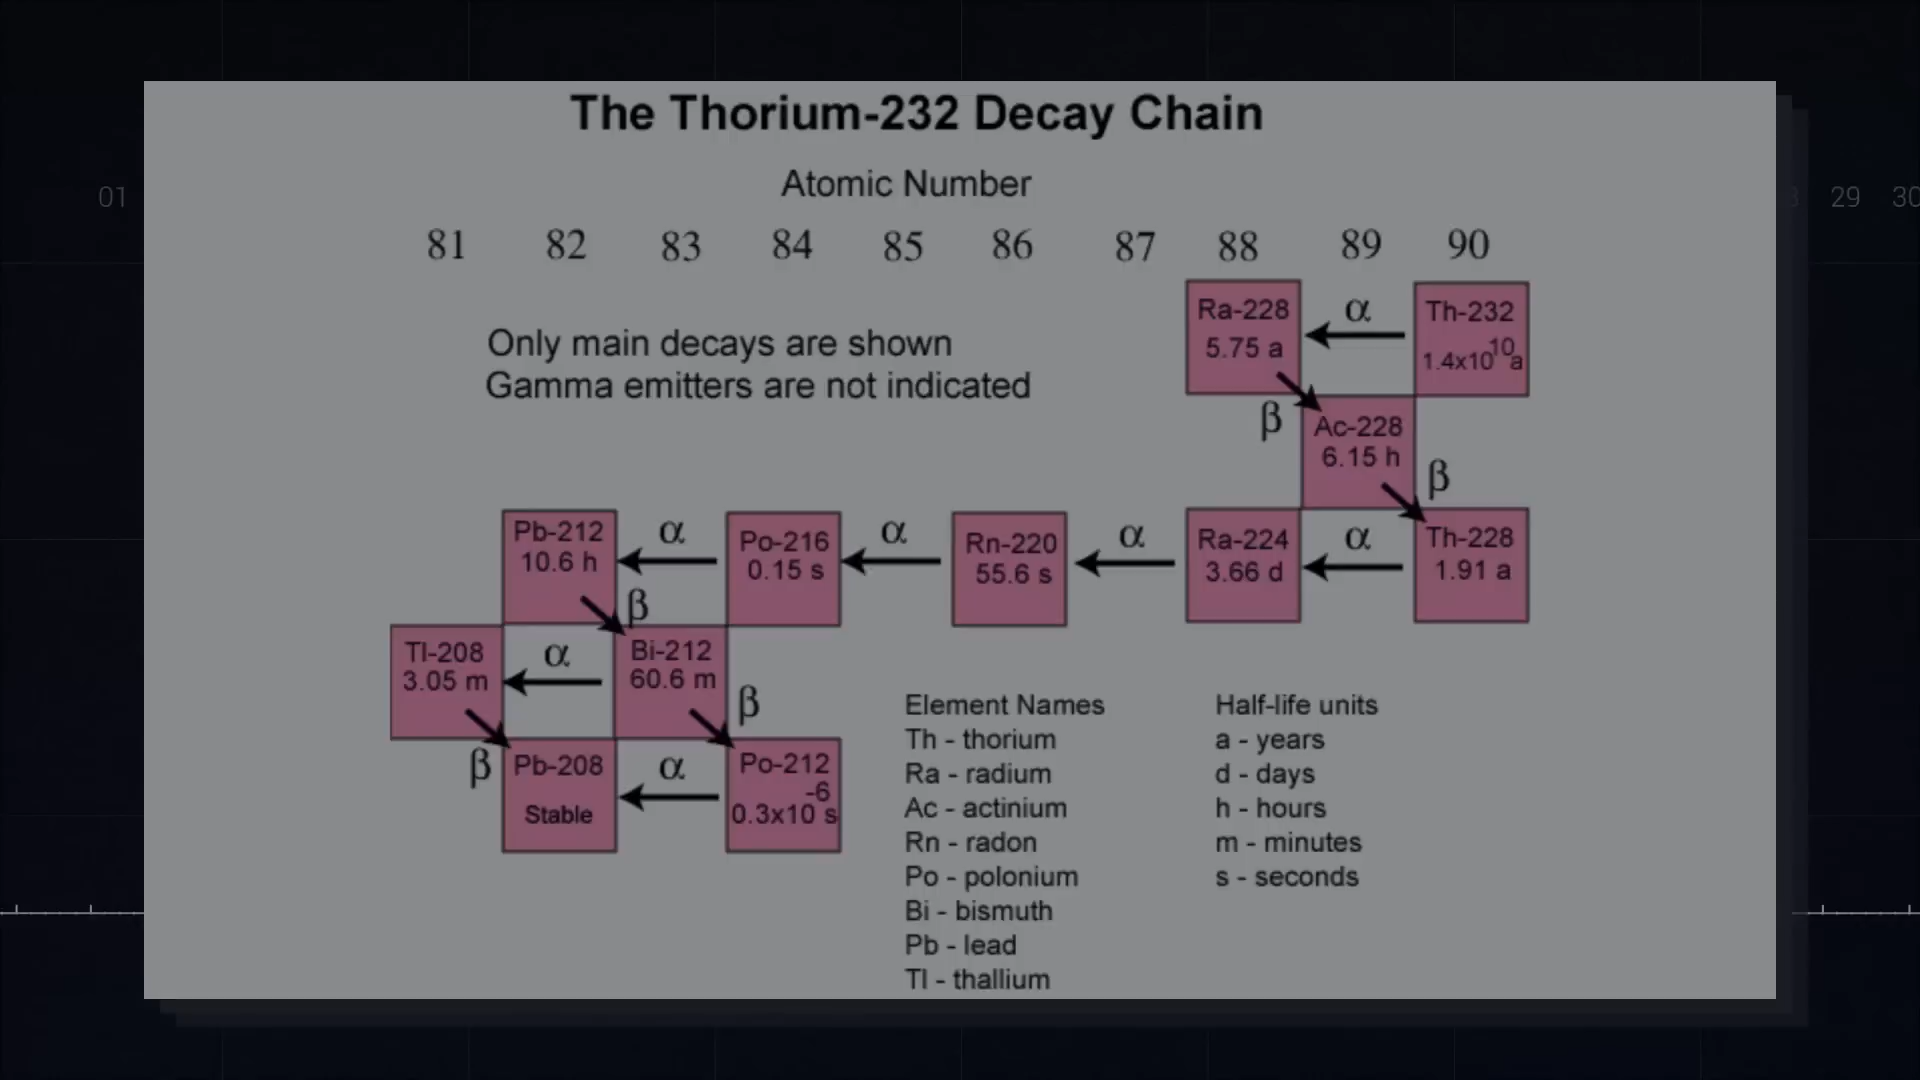 The Thorium-232 Decay Chain
Atomic Number
01
29 30
81 82 83 84 85 86 87 88 89 90
Ra-228
5.75 a
α
Th-232
1.4x10¹⁰a
Only main decays are shown
Gamma emitters are not indicated
β
Ac-228
6.15 h
β
Pb-212
10.6 h
α
Po-216
0.15 s
α
Rn-220
55.6 s
α
Ra-224
3.66 d
α
Th-228
1.91 a
β
Tl-208
3.05 m
α
Bi-212
60.6 m
β
β
Pb-208
Stable
α
Po-212
0.3x10⁻⁶ s
Element Names
Th - thorium
Ra - radium
Ac - actinium
Rn - radon
Po - polonium
Bi - bismuth
Pb - lead
Tl - thallium
Half-life units
a - years
d - days
h - hours
m - minutes
s - seconds